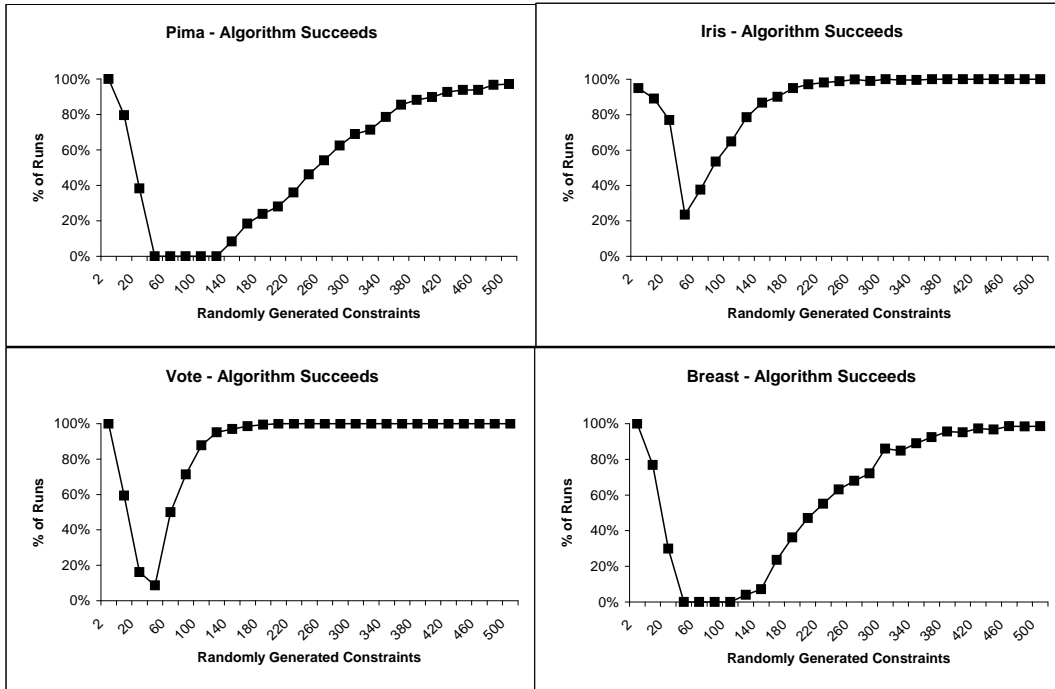 Pima - Algorithm Succeeds
100%
80%
60%
40%
20%
0%
% of Runs
2 20 60 100 140 180 220 260 300 340 380 420 460 500
Randomly Generated Constraints
Iris - Algorithm Succeeds
100%
80%
60%
40%
20%
0%
% of Runs
2 20 60 100 140 180 220 260 300 340 380 420 460 500
Randomly Generated Constraints
Vote - Algorithm Succeeds
100%
80%
60%
40%
20%
0%
% of Runs
2 20 60 100 140 180 220 260 300 340 380 420 460 500
Randomly Generated Constraints
Breast - Algorithm Succeeds
100%
80%
60%
40%
20%
0%
% of Runs
2 20 60 100 140 180 220 260 300 340 380 420 460 500
Randomly Generated Constraints